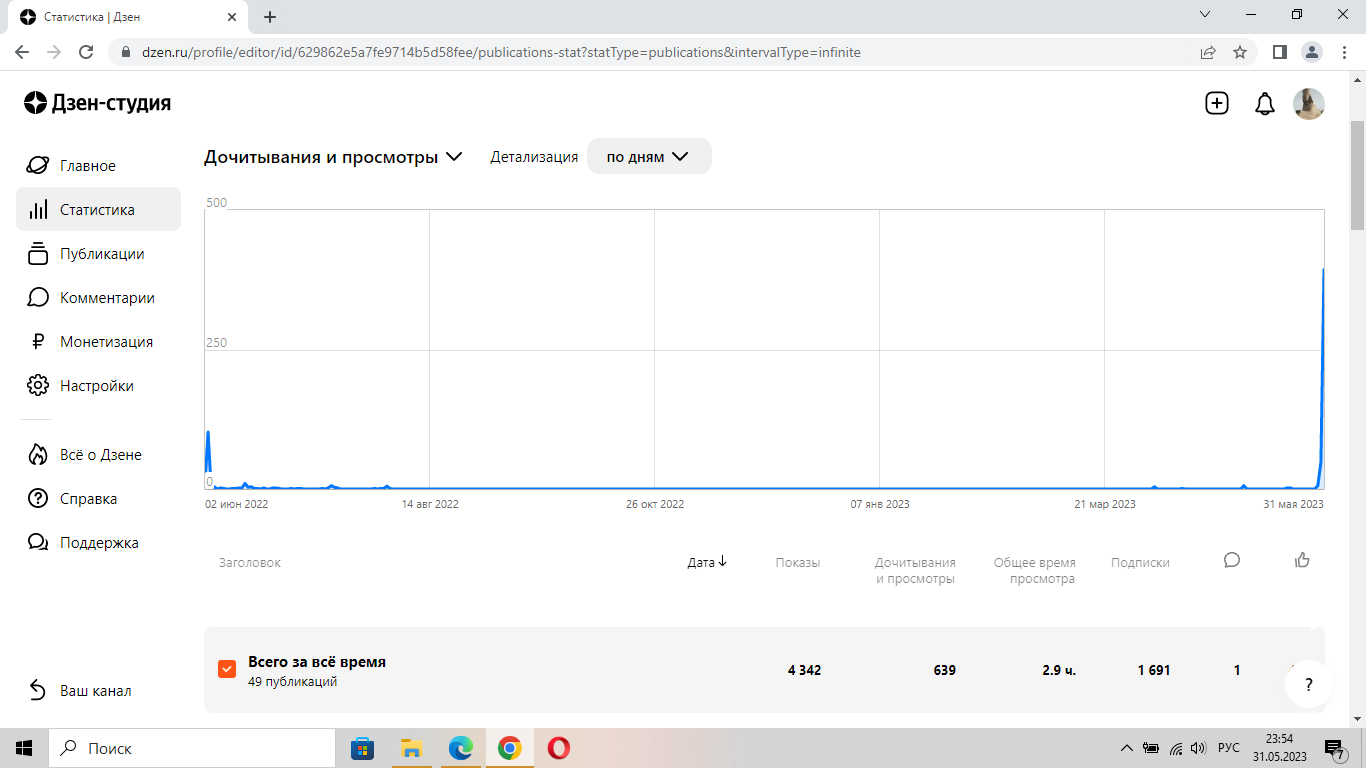 Статистика | Дзен
dzen.ru/profile/editor/id/629862e5a7fe9714b5d58fee/publications-stat?statType=publications&intervalType=infinite
Дзен-студия
Главное
Статистика
Публикации
Комментарии
Монетизация
Настройки
Всё о Дзене
Справка
Поддержка
Ваш канал
Дочитывания и просмотры
Детализация
по дням
500
250
0
02 июн 2022
14 авг 2022
26 окт 2022
07 янв 2023
21 мар 2023
31 мая 2023
Заголовок
Дата
Показы
Дочитывания
и просмотры
Общее время
просмотра
Подписки
Всего за всё время
49 публикаций
4 342
639
2.9 ч.
1 691
1
?
Поиск
РУС
23:54
31.05.2023
7